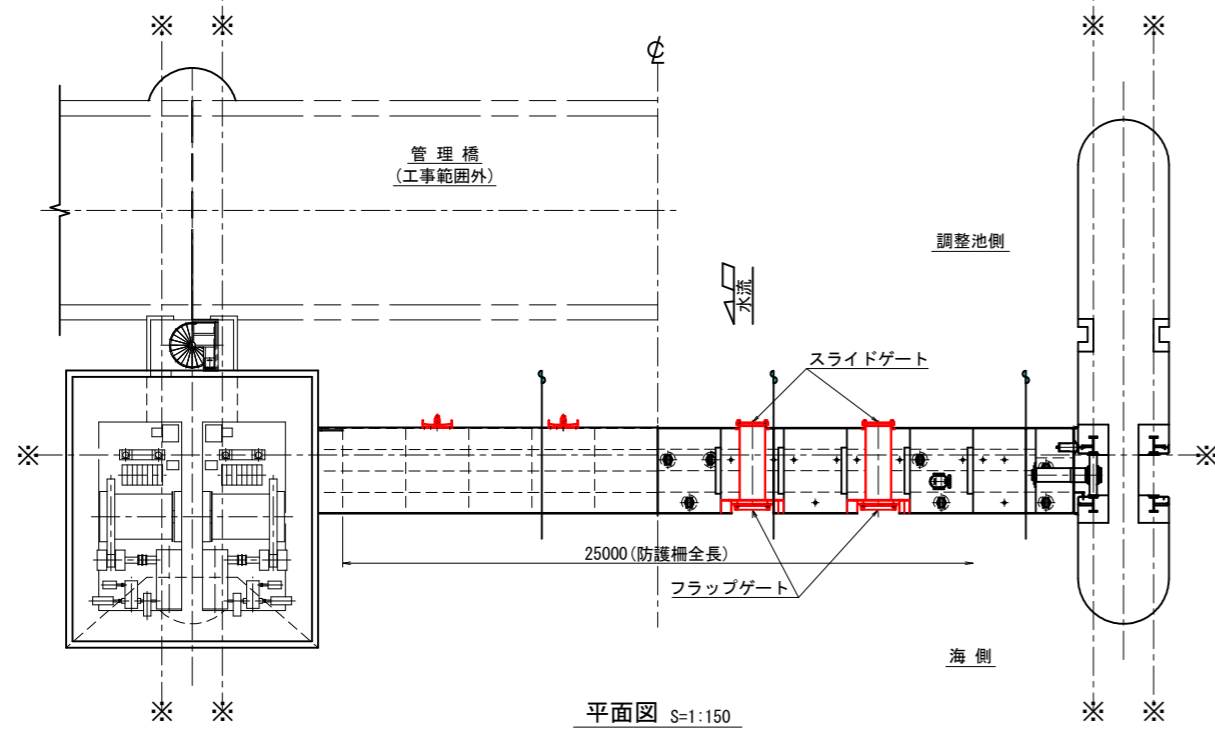 ※ ※ ※ ※
℄
管 理 橋
(工事範囲外)
調整池側
水流
スライドゲート
※ ※
25000(防護柵全長)
フラップゲート
海 側
※ ※ ※ ※
平面図 S=1:150